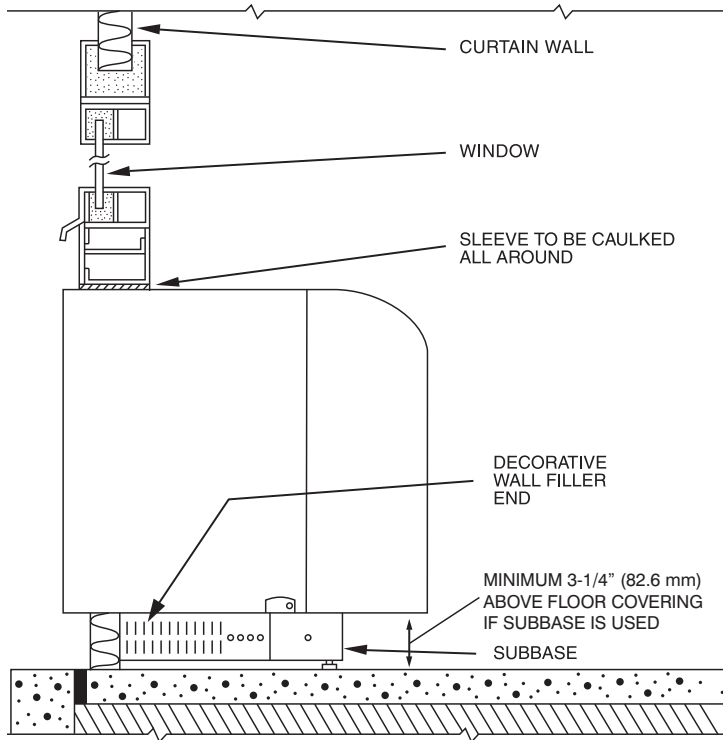 CURTAIN WALL
WINDOW
SLEEVE TO BE CAULKED
ALL AROUND
DECORATIVE
WALL FILLER
END
MINIMUM 3-1/4” (82.6 mm)
ABOVE FLOOR COVERING
IF SUBBASE IS USED
SUBBASE